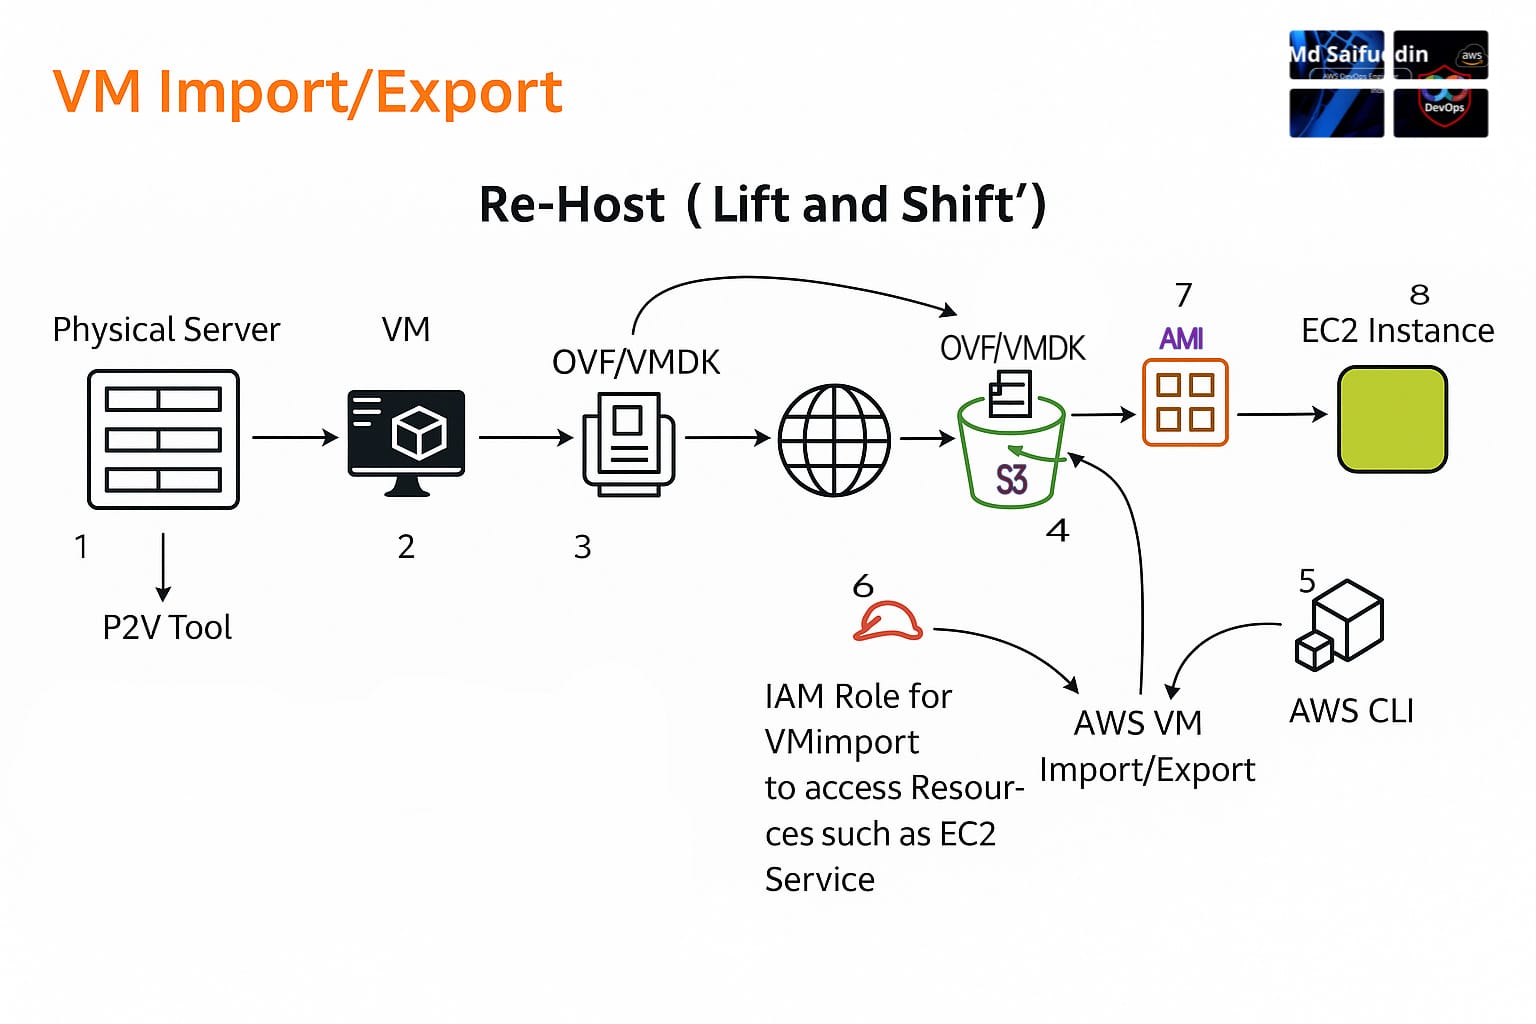 VM Import/Export
Md Saifuddin
aws
DevOps
Re-Host ( Lift and Shift′)
Physical Server
VM
OVF/VMDK
OVF/VMDK
7
AMI
8
EC2 Instance
S3
1
2
3
4
P2V Tool
6
5
IAM Role for
VMimport
to access Resour-
ces such as EC2
Service
AWS VM
Import/Export
AWS CLI